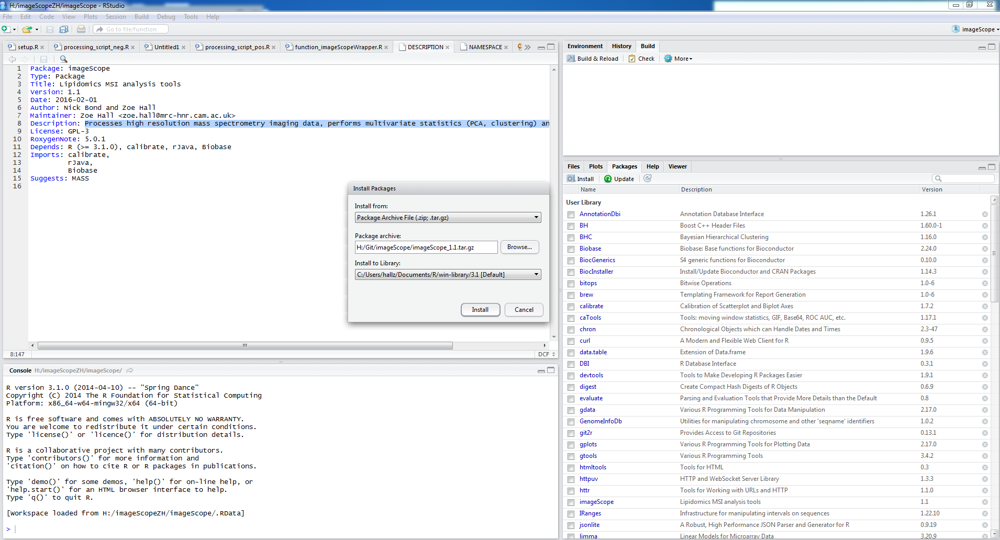 H:/imageScopeZH/imageScope - RStudio
File Edit Code View Plots Session Build Debug Tools Help
Go to file/function
imageScope
setup.R processing_script_neg.R Untitled1 processing_script_pos.R function_imageScopeWrapper.R DESCRIPTION NAMESPACE
1 Package: imageScope
2 Type: Package
3 Title: Lipidomics MSI analysis tools
4 Version: 1.1
5 Date: 2016-02-01
6 Author: Nick Bond and Zoe Hall
7 Maintainer: Zoe Hall <zoe.hall@mrc-hnr.cam.ac.uk>
8 Description: Processes high resolution mass spectrometry imaging data, performs multivariate statistics (PCA, clustering) an
9 License: GPL-3
10 RoxygenNote: 5.0.1
11 Depends: R (>= 3.1.0), calibrate, rJava, Biobase
12 Imports: calibrate,
13 rJava,
14 Biobase
15 Suggests: MASS
16
8:147
DCF
Install Packages
Install from:
Package Archive File (.zip; .tar.gz)
Package archive:
H:/Git/imageScope/imageScope_1.1.tar.gz
Browse...
Install to Library:
C:/Users/hallz/Documents/R/win-library/3.1 [Default]
Install Cancel
Console H:/imageScopeZH/imageScope/
R version 3.1.0 (2014-04-10) -- "Spring Dance"
Copyright (C) 2014 The R Foundation for Statistical Computing
Platform: x86_64-w64-mingw32/x64 (64-bit)
R is free software and comes with ABSOLUTELY NO WARRANTY.
You are welcome to redistribute it under certain conditions.
Type 'license()' or 'licence()' for distribution details.
R is a collaborative project with many contributors.
Type 'contributors()' for more information and
'citation()' on how to cite R or R packages in publications.
Type 'demo()' for some demos, 'help()' for on-line help, or
'help.start()' for an HTML browser interface to help.
Type 'q()' to quit R.
[Workspace loaded from H:/imageScopeZH/imageScope/.RData]
>
Environment History Build
Build & Reload Check More
Files Plots Packages Help Viewer
Install Update
Name Description Version
User Library
AnnotationDbi Annotation Database Interface 1.26.1
BH Boost C++ Header Files 1.60.0-1
BHC Bayesian Hierarchical Clustering 1.16.0
Biobase Biobase: Base functions for Bioconductor 2.24.0
BiocGenerics S4 generic functions for Bioconductor 0.10.0
BiocInstaller Install/Update Bioconductor and CRAN Packages 1.14.3
bitops Bitwise Operations 1.0-6
brew Templating Framework for Report Generation 1.0-6
calibrate Calibration of Scatterplot and Biplot Axes 1.7.2
caTools Tools: moving window statistics, GIF, Base64, ROC AUC, etc. 1.17.1
chron Chronological Objects which can Handle Dates and Times 2.3-47
curl A Modern and Flexible Web Client for R 0.9.5
data.table Extension of Data.frame 1.9.6
DBI R Database Interface 0.3.1
devtools Tools to Make Developing R Packages Easier 1.9.1
digest Create Compact Hash Digests of R Objects 0.6.9
evaluate Parsing and Evaluation Tools that Provide More Details than the Default 0.8
gdata Various R Programming Tools for Data Manipulation 2.17.0
GenomeInfoDb Utilities for manipulating chromosome and other 'seqname' identifiers 1.0.2
git2r Provides Access to Git Repositories 0.13.1
gplots Various R Programming Tools for Plotting Data 2.17.0
gtools Various R Programming Tools 3.4.2
htmltools Tools for HTML 0.3
httpuv HTTP and WebSocket Server Library 1.3.3
httr Tools for Working with URLs and HTTP 1.1.0
imageScope Lipidomics MSI analysis tools 1.1
IRanges Infrastructure for manipulating intervals on sequences 1.22.10
jsonlite A Robust, High Performance JSON Parser and Generator for R 0.9.19
limma Linear Models for Microarray Data 3.20.9